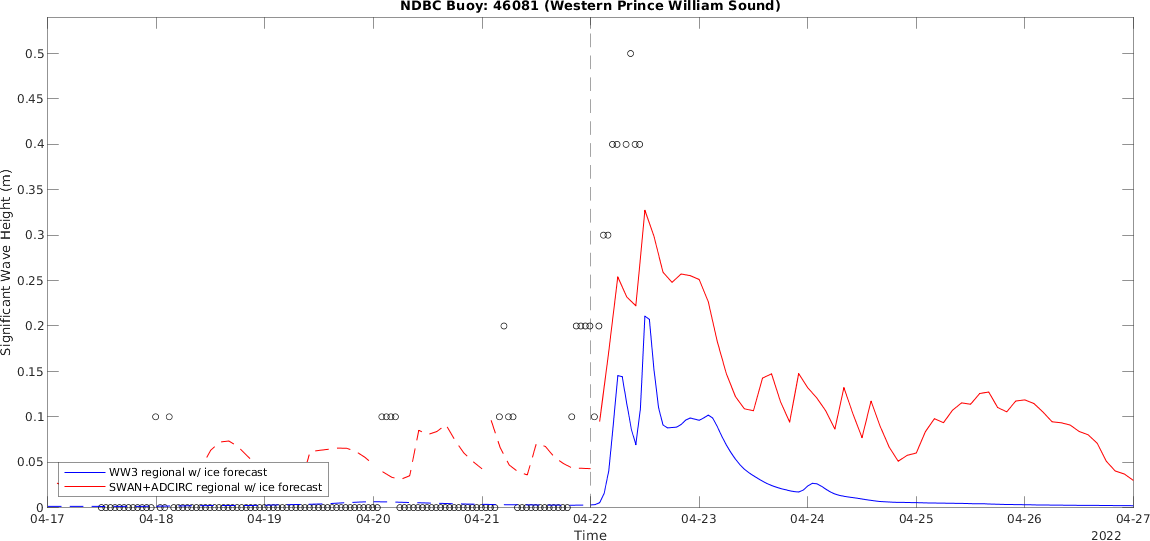 NDBC Buoy: 46081 (Western Prince William Sound)
Significant Wave Height (m)
0.5
0.45
0.4
0.35
0.3
0.25
0.2
0.15
0.1
0.05
0
WW3 regional w/ ice forecast
SWAN+ADCIRC regional w/ ice forecast
04-17 04-18 04-19 04-20 04-21 04-22 04-23 04-24 04-25 04-26 04-27
Time
2022